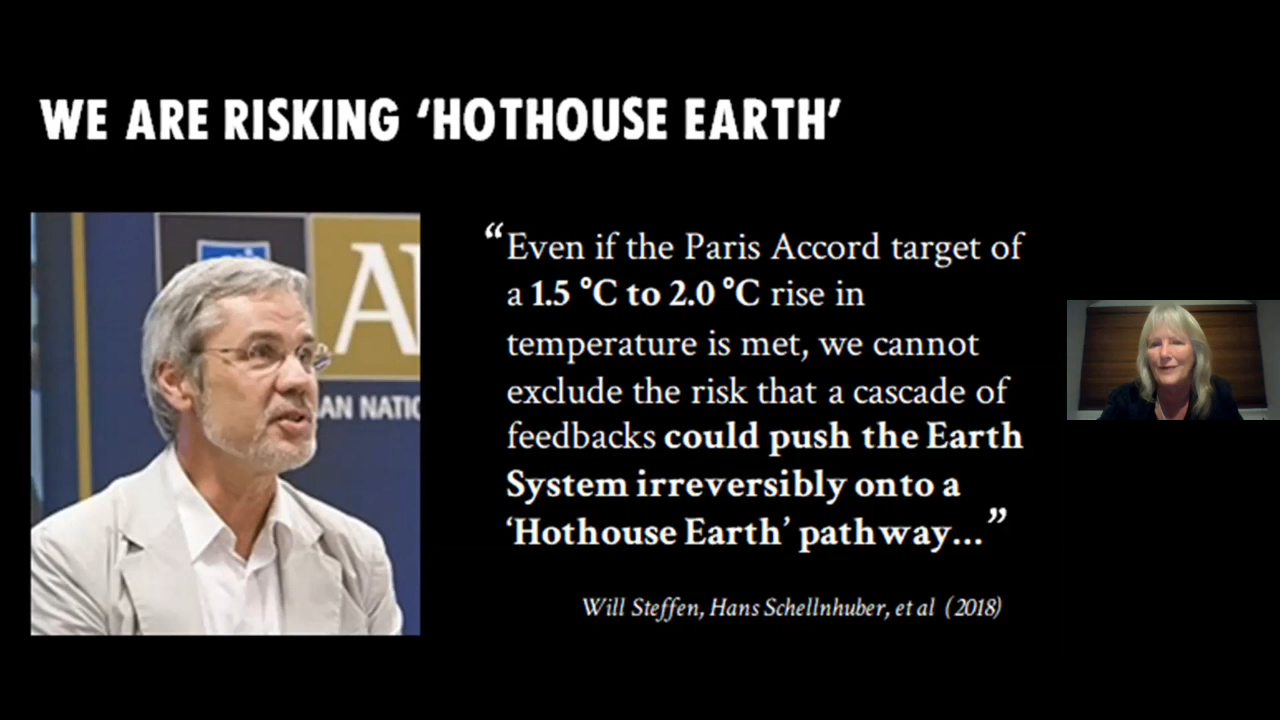 WE ARE RISKING ‘HOTHOUSE EARTH’
A
AN NATIO
“Even if the Paris Accord target of
a 1.5 °C to 2.0 °C rise in
temperature is met, we cannot
exclude the risk that a cascade of
feedbacks could push the Earth
System irreversibly onto a
‘Hothouse Earth’ pathway...”
Will Steffen, Hans Schellnhuber, et al (2018)